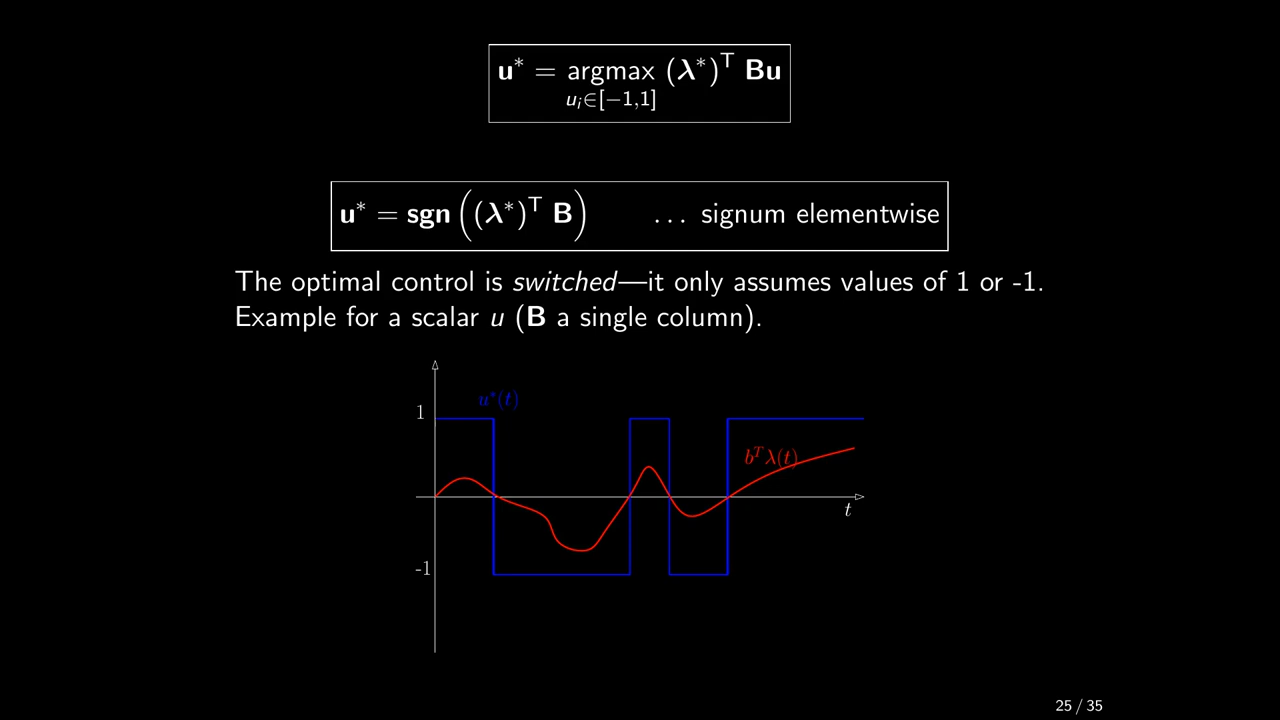 u* = argmax (λ*)ᵀ Bu
uᵢ∈[−1,1]
u* = sgn((λ*)ᵀ B) ... signum elementwise
The optimal control is switched—it only assumes values of 1 or -1.
Example for a scalar u (B a single column).
u*(t)
1
bᵀλ(t)
t
-1
25 / 35